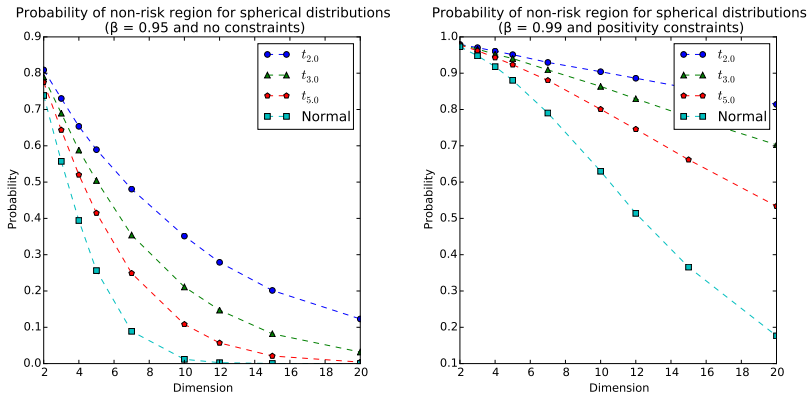 Probability of non-risk region for spherical distributions
(β = 0.95 and no constraints)
0.9
0.8
0.7
0.6
0.5
0.4
0.3
0.2
0.1
0.0
Probability
2 4 6 8 10 12 14 16 18 20
Dimension
t2.0
t3.0
t5.0
Normal
Probability of non-risk region for spherical distributions
(β = 0.99 and positivity constraints)
1.0
0.9
0.8
0.7
0.6
0.5
0.4
0.3
0.2
0.1
Probability
2 4 6 8 10 12 14 16 18 20
Dimension
t2.0
t3.0
t5.0
Normal